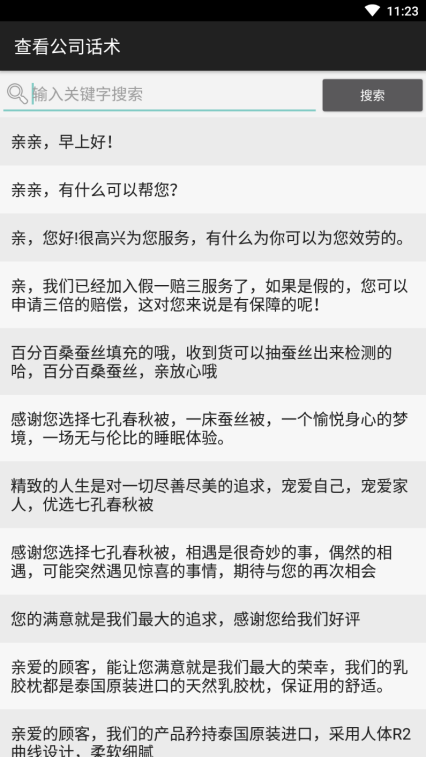 11:23
查看公司话术
输入关键字搜索
搜索
亲亲，早上好！
亲亲，有什么可以帮您？
亲，您好!很高兴为您服务，有什么为你可以为您效劳的。
亲，我们已经加入假一赔三服务了，如果是假的，您可以
申请三倍的赔偿，这对您来说是有保障的呢！
百分百桑蚕丝填充的哦，收到货可以抽蚕丝出来检测的
哈，百分百桑蚕丝，亲放心哦
感谢您选择七孔春秋被，一床蚕丝被，一个愉悦身心的梦
境，一场无与伦比的睡眠体验。
精致的人生是对一切尽善尽美的追求，宠爱自己，宠爱家
人，优选七孔春秋被
感谢您选择七孔春秋被，相遇是很奇妙的事，偶然的相
遇，可能突然遇见惊喜的事情，期待与您的再次相会
您的满意就是我们最大的追求，感谢您给我们好评
亲爱的顾客，能让您满意就是我们最大的荣幸，我们的乳
胶枕都是泰国原装进口的天然乳胶枕，保证用的舒适。
亲爱的顾客，我们的产品矜持泰国原装进口，采用人体R2
曲线设计，柔软细腻